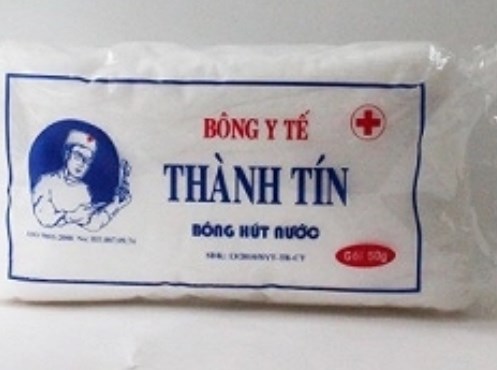 BÔNG Y TẾ
THÀNH TÍN
BÔNG HÚT NƯỚC
Gói 50g